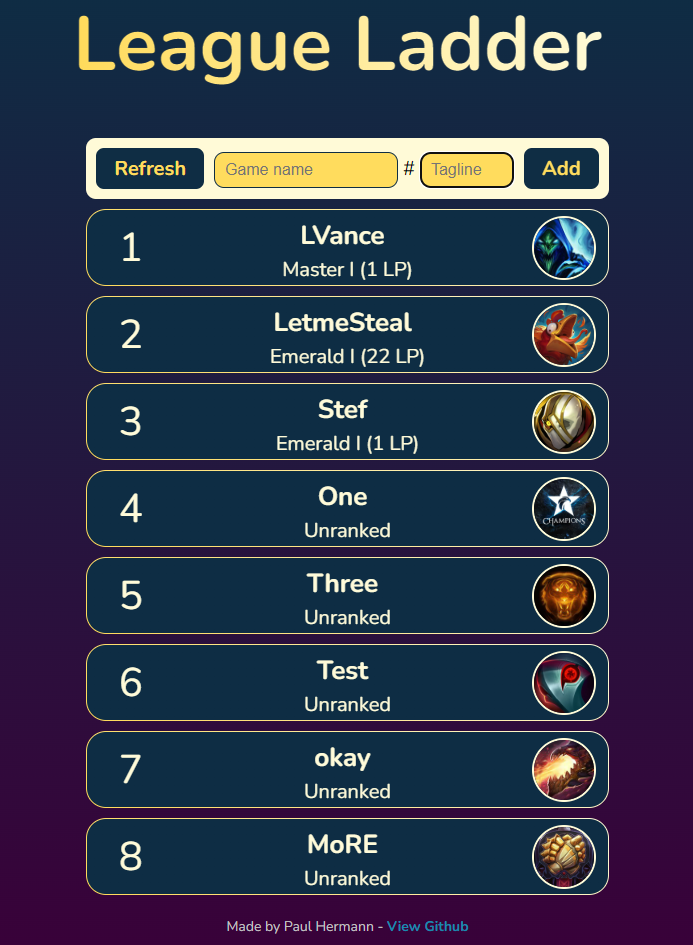 League Ladder
Refresh Game name # Tagline Add
1
LVance
Master I (1 LP)
2
LetmeSteal
Emerald I (22 LP)
3
Stef
Emerald I (1 LP)
4
One
Unranked
CHAMPIONS
5
Three
Unranked
6
Test
Unranked
7
okay
Unranked
8
MoRE
Unranked
Made by Paul Hermann - View Github